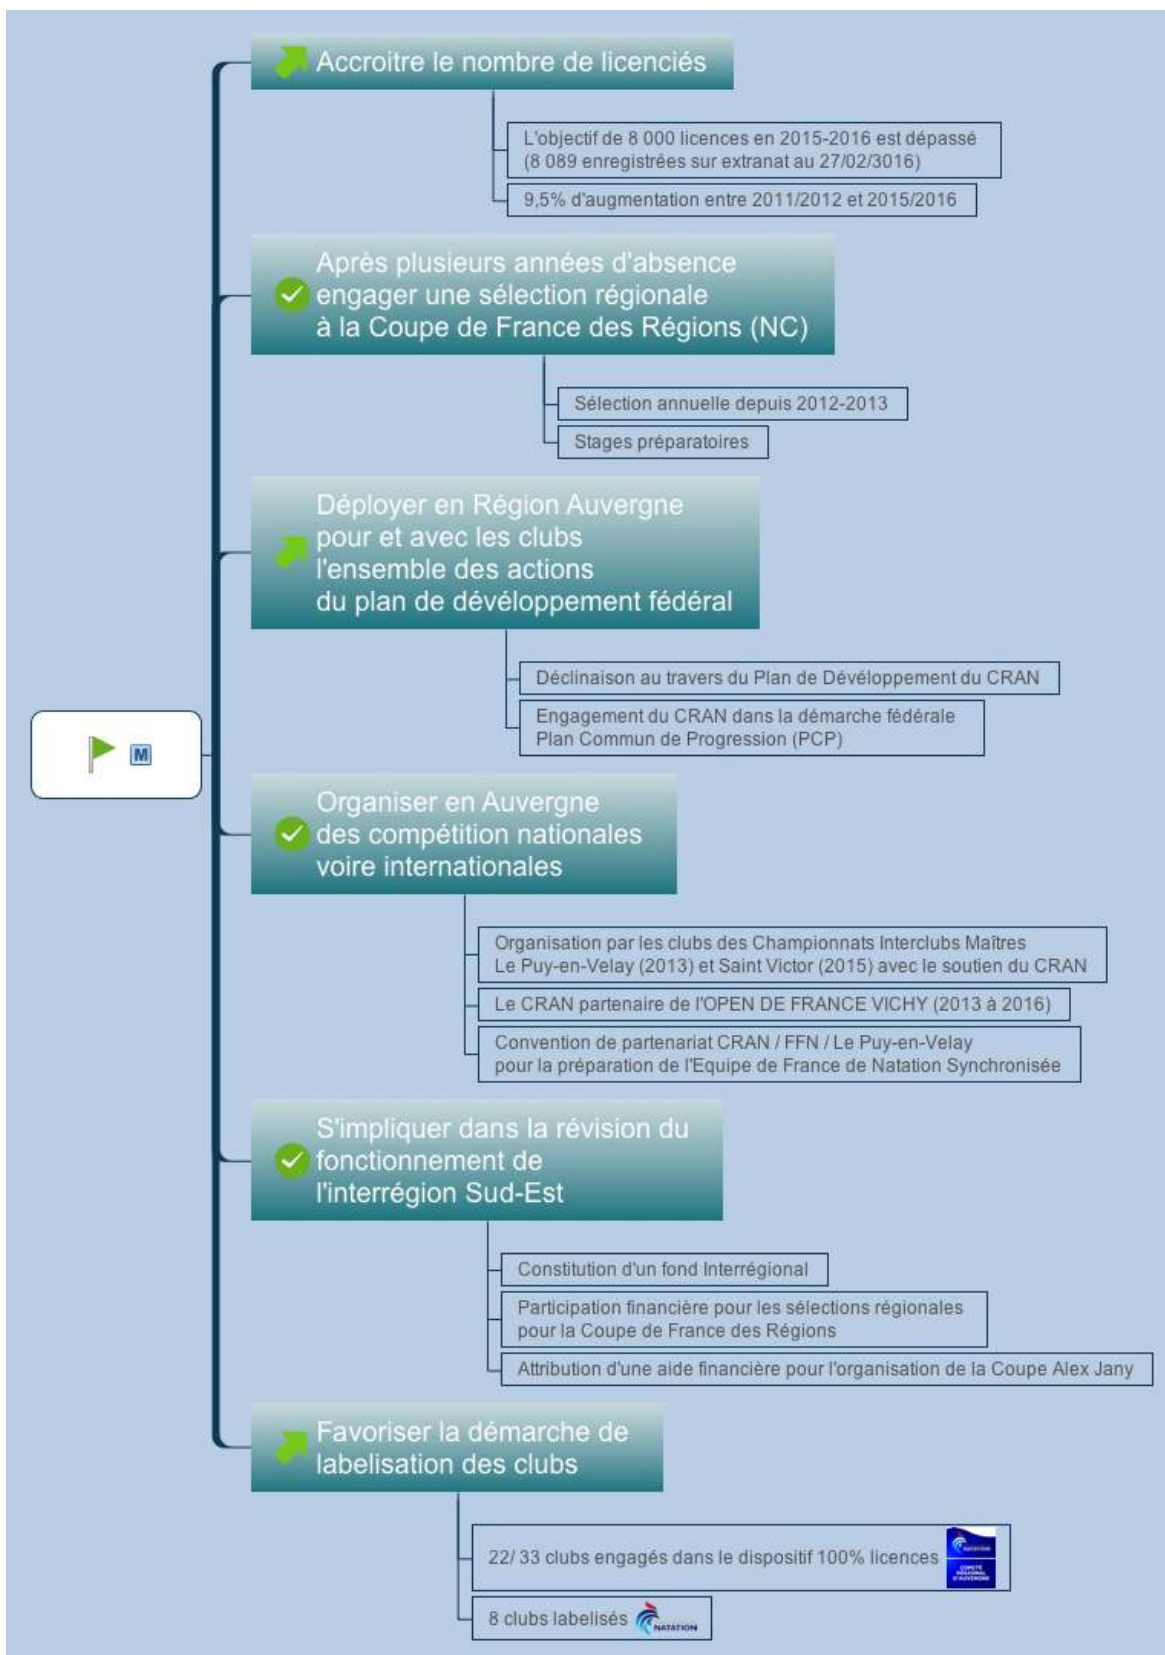 Accroitre le nombre de licenciés
L'objectif de 8 000 licences en 2015-2016 est dépassé
(8 089 enregistrées sur extranat au 27/02/3016)
9,5% d'augmentation entre 2011/2012 et 2015/2016
Après plusieurs années d'absence
engager une sélection régionale
à la Coupe de France des Régions (NC)
Sélection annuelle depuis 2012-2013
Stages préparatoires
Déployer en Région Auvergne
pour et avec les clubs
l'ensemble des actions
du plan de dévéloppement fédéral
Déclinaison au travers du Plan de Dévéloppement du CRAN
Engagement du CRAN dans la démarche fédérale
Plan Commun de Progression (PCP)
M
Organiser en Auvergne
des compétition nationales
voire internationales
Organisation par les clubs des Championnats Interclubs Maîtres
Le Puy-en-Velay (2013) et Saint Victor (2015) avec le soutien du CRAN
Le CRAN partenaire de l'OPEN DE FRANCE VICHY (2013 à 2016)
Convention de partenariat CRAN / FFN / Le Puy-en-Velay
pour la préparation de l'Equipe de France de Natation Synchronisée
S'impliquer dans la révision du
fonctionnement de
l'interrégion Sud-Est
Constitution d'un fond Interrégional
Participation financière pour les sélections régionales
pour la Coupe de France des Régions
Attribution d'une aide financière pour l'organisation de la Coupe Alex Jany
Favoriser la démarche de
labelisation des clubs
22/ 33 clubs engagés dans le dispositif 100% licences
NATATION
COMITÉ
RÉGIONAL
D'AUVERGNE
8 clubs labelisés
NATATION